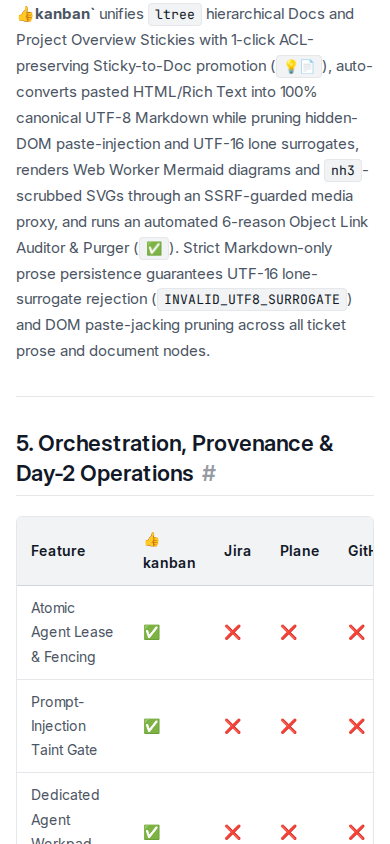 👍kanban` unifies ltree hierarchical Docs and
Project Overview Stickies with 1-click ACL-
preserving Sticky-to-Doc promotion ( 💡📄 ), auto-
converts pasted HTML/Rich Text into 100%
canonical UTF-8 Markdown while pruning hidden-
DOM paste-injection and UTF-16 lone surrogates,
renders Web Worker Mermaid diagrams and nh3 -
scrubbed SVGs through an SSRF-guarded media
proxy, and runs an automated 6-reason Object Link
Auditor & Purger ( ✅ ). Strict Markdown-only
prose persistence guarantees UTF-16 lone-
surrogate rejection ( INVALID_UTF8_SURROGATE )
and DOM paste-jacking pruning across all ticket
prose and document nodes.
5. Orchestration, Provenance &
Day-2 Operations #
Feature 👍 kanban Jira Plane
Atomic
Agent Lease
& Fencing
✅ ❌ ❌ ❌
Prompt-
Injection
Taint Gate
✅ ❌ ❌ ❌
Dedicated
Agent
Workpad
✅ ❌ ❌ ❌